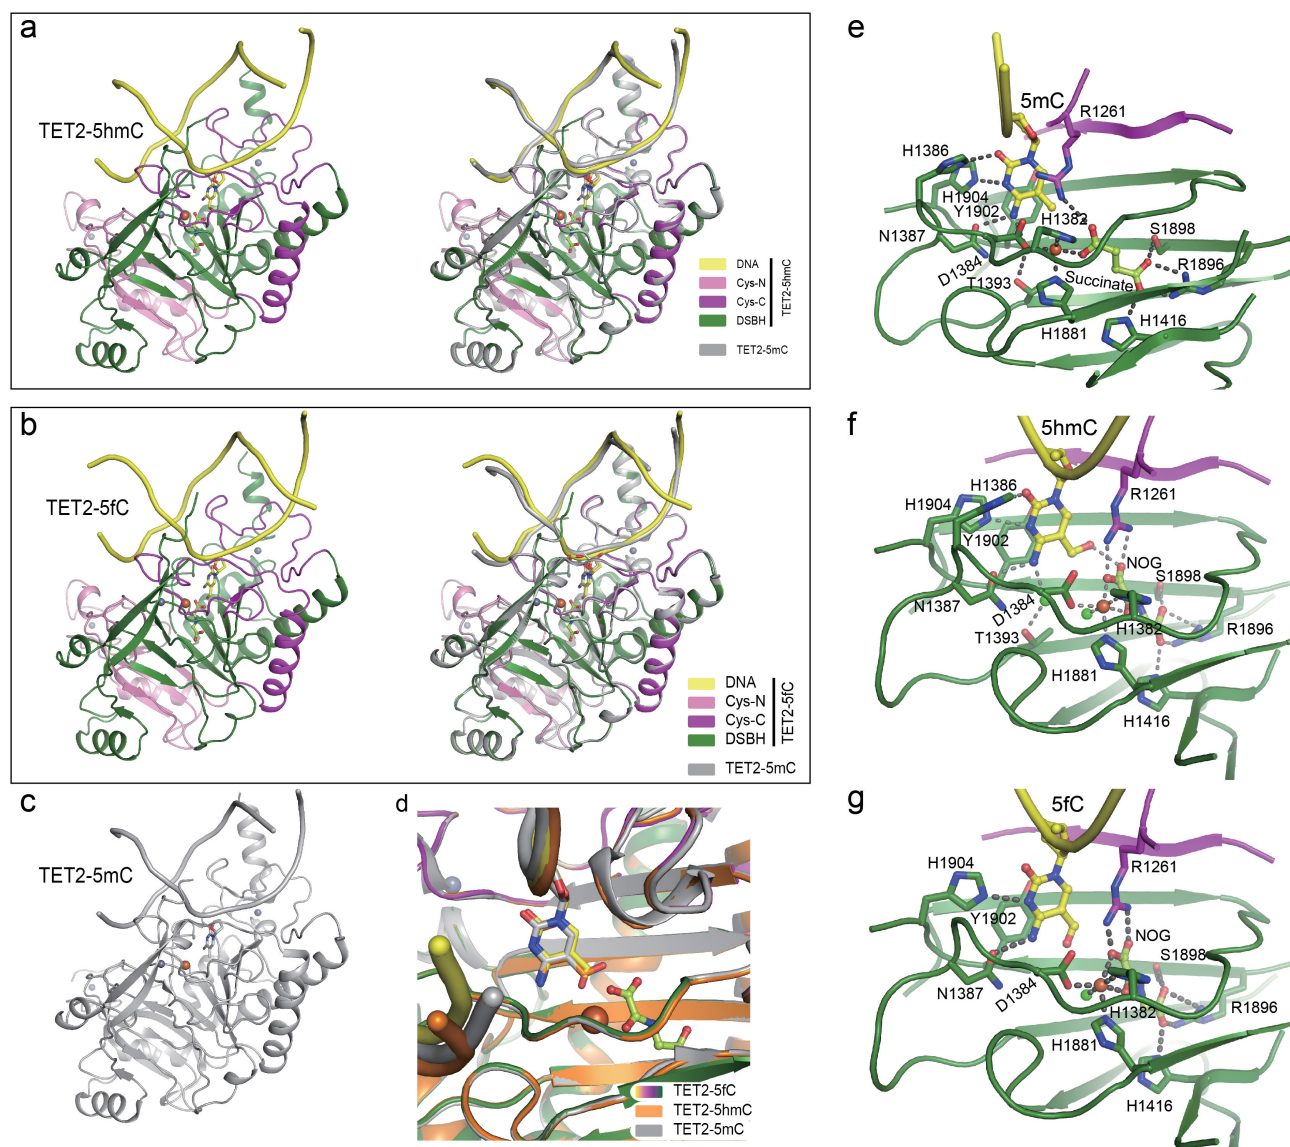 a
TET2-5hmC
DNA
Cys-N
Cys-C
DSBH
TET2-5hmC
TET2-5mC
b
TET2-5fC
DNA
Cys-N
Cys-C
DSBH
TET2-5fC
TET2-5mC
c
TET2-5mC
d
TET2-5fC
TET2-5hmC
TET2-5mC
e
5mC
R1261
H1386
H1904
Y1902
H1382
N1387
S1898
D1384
R1896
T1393
Succinate
H1881
H1416
f
5hmC
H1386
R1261
H1904
Y1902
NOG
S1898
N1387
D1384
T1393
H1382
R1896
H1881
H1416
g
5fC
H1904
R1261
Y1902
NOG
S1898
N1387
D1384
H1382
R1896
H1881
H1416